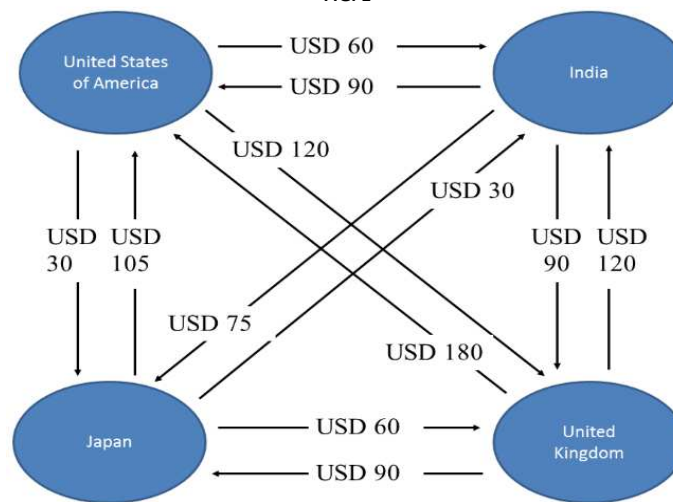 USD 60
United States
of America
India
USD 90
USD 120
USD 30
USD
30
USD
105
USD
90
USD
120
USD 75
USD 180
Japan
USD 60
United
Kingdom
USD 90